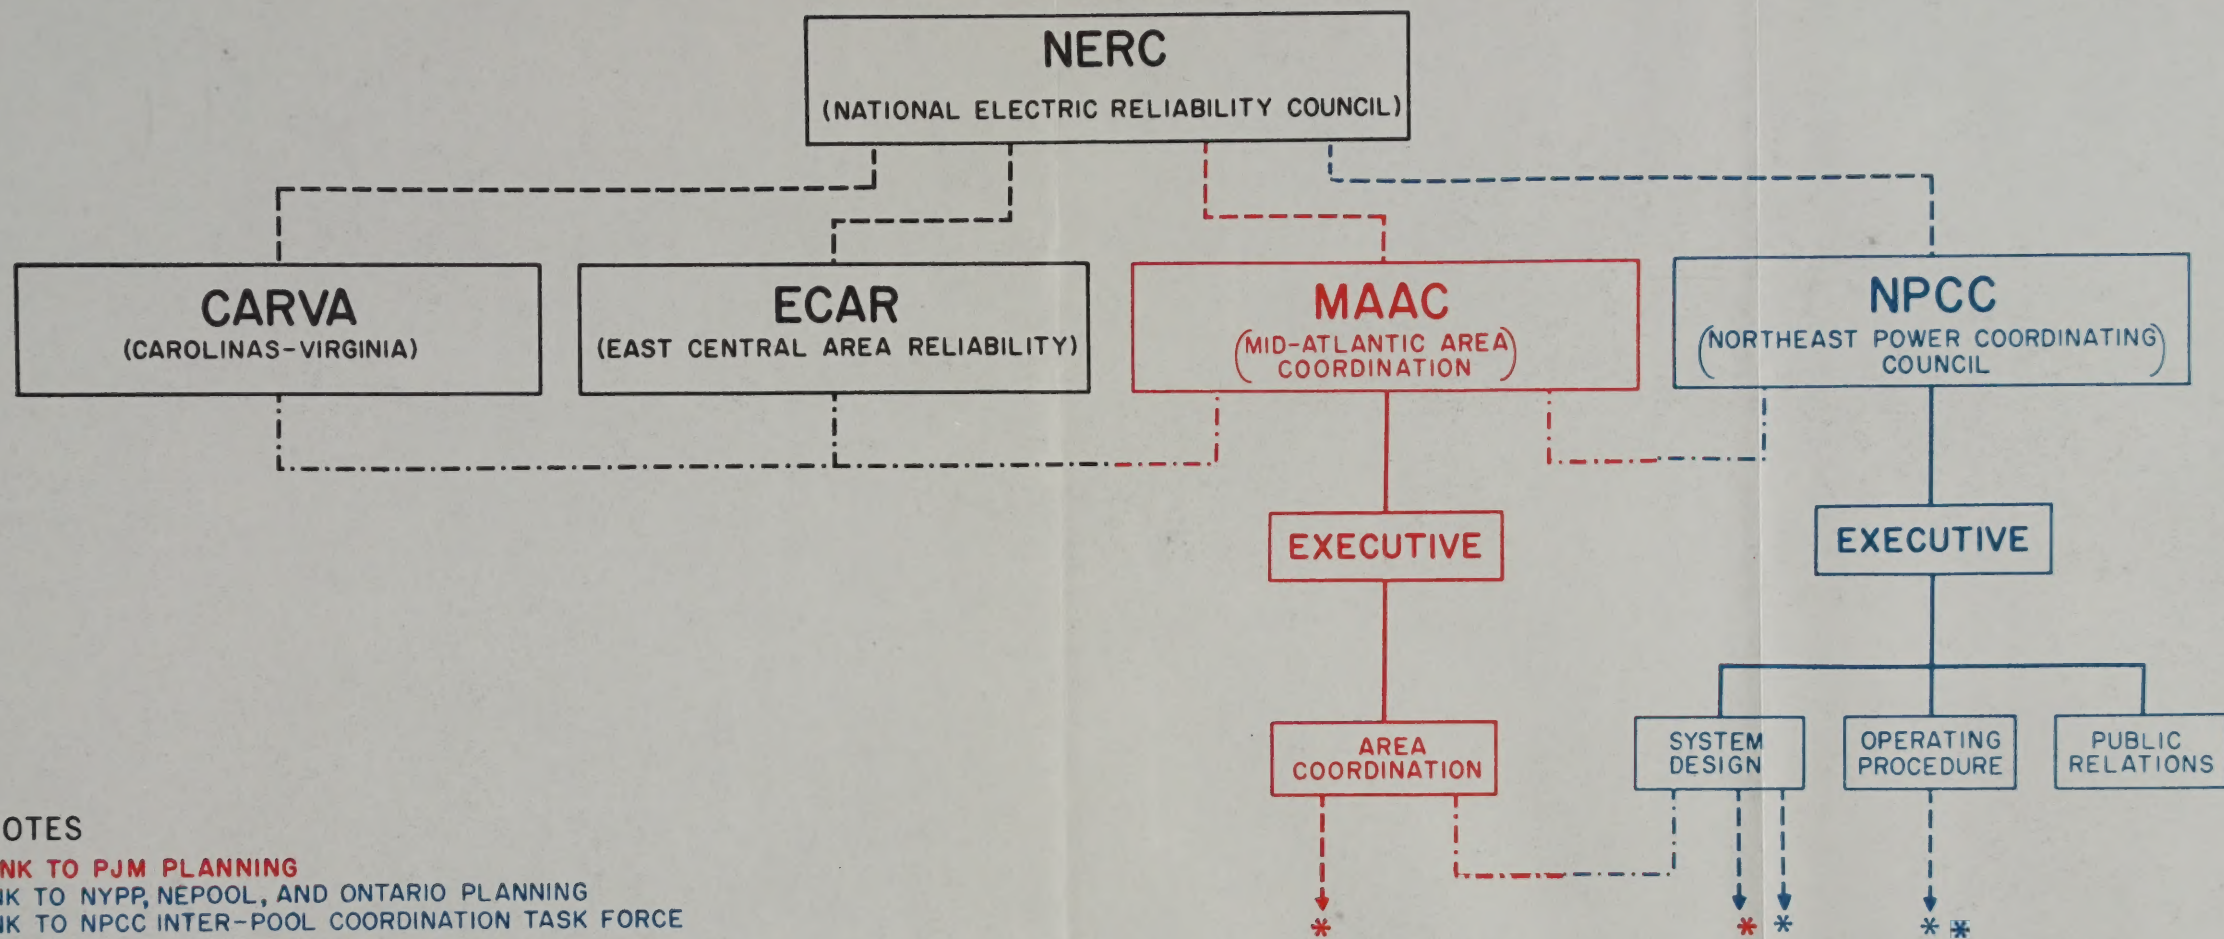 NERC
(NATIONAL ELECTRIC RELIABILITY COUNCIL)
CARVA
(CAROLINAS-VIRGINIA)
ECAR
(EAST CENTRAL AREA RELIABILITY)
MAAC
(MID-ATLANTIC AREA
COORDINATION)
NPCC
(NORTHEAST POWER COORDINATING
COUNCIL)
EXECUTIVE
EXECUTIVE
AREA
COORDINATION
SYSTEM
DESIGN
OPERATING
PROCEDURE
PUBLIC
RELATIONS
* * * * *
OTES
NK TO PJM PLANNING
NK TO NYPP, NEPOOL, AND ONTARIO PLANNING
NK TO NPCC INTER-POOL COORDINATION TASK FORCE